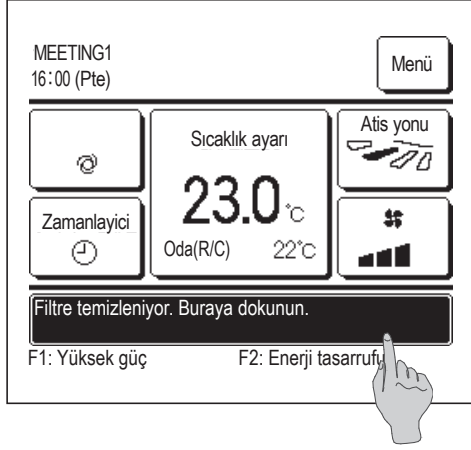 MEETING1
16:00 (Pte)
Menü
Sıcaklık ayarı
Atis yonu
23.0 °C
Zamanlayici
Oda(R/C) 22°C
Filtre temizleniyor. Buraya dokunun.
F1: Yüksek güç F2: Enerji tasarrufu